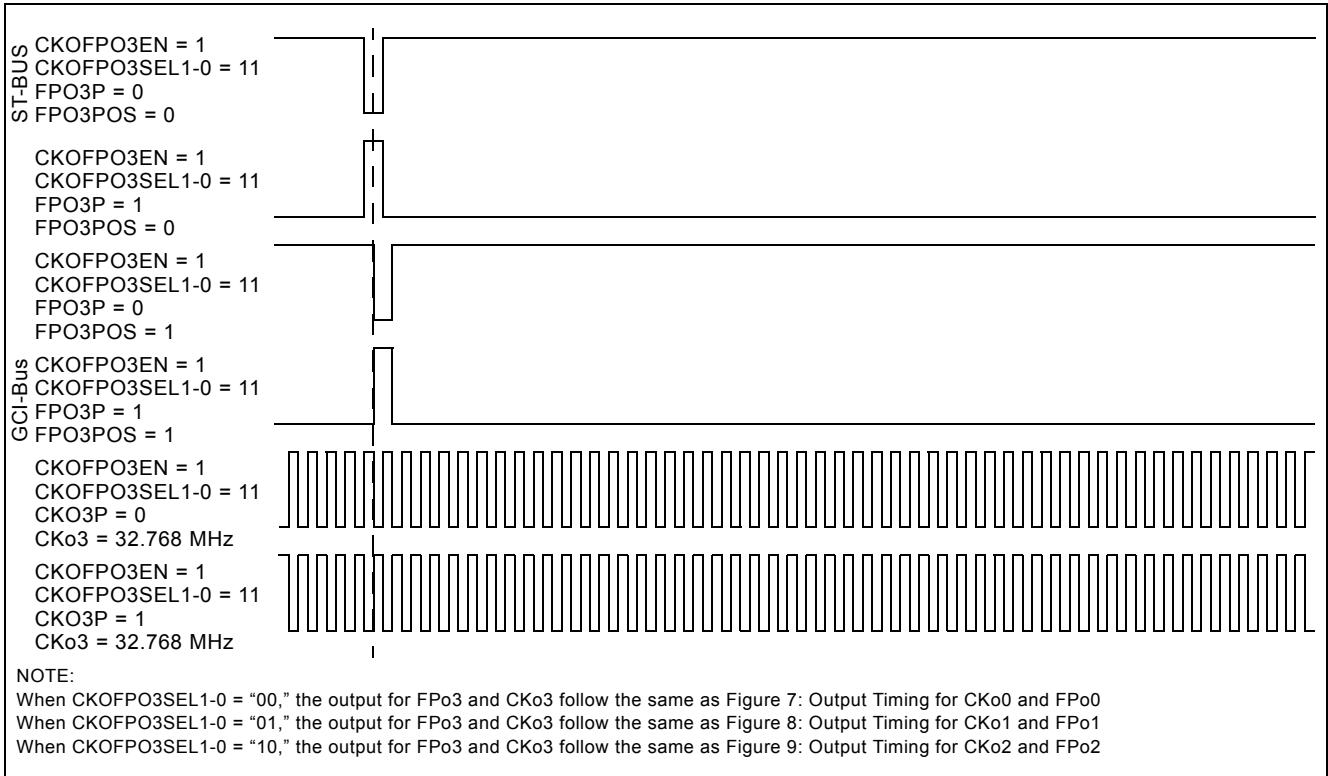 ST-BUS
CKOFPO3EN = 1
CKOFPO3SEL1-0 = 11
FPO3P = 0
FPO3POS = 0
CKOFPO3EN = 1
CKOFPO3SEL1-0 = 11
FPO3P = 1
FPO3POS = 0
CKOFPO3EN = 1
CKOFPO3SEL1-0 = 11
FPO3P = 0
FPO3POS = 1
GCI-Bus
CKOFPO3EN = 1
CKOFPO3SEL1-0 = 11
FPO3P = 1
FPO3POS = 1
CKOFPO3EN = 1
CKOFPO3SEL1-0 = 11
CKO3P = 0
CKo3 = 32.768 MHz
CKOFPO3EN = 1
CKOFPO3SEL1-0 = 11
CKO3P = 1
CKo3 = 32.768 MHz
NOTE:
When CKOFPO3SEL1-0 = “00,” the output for FPo3 and CKo3 follow the same as Figure 7: Output Timing for CKo0 and FPo0
When CKOFPO3SEL1-0 = “01,” the output for FPo3 and CKo3 follow the same as Figure 8: Output Timing for CKo1 and FPo1
When CKOFPO3SEL1-0 = “10,” the output for FPo3 and CKo3 follow the same as Figure 9: Output Timing for CKo2 and FPo2